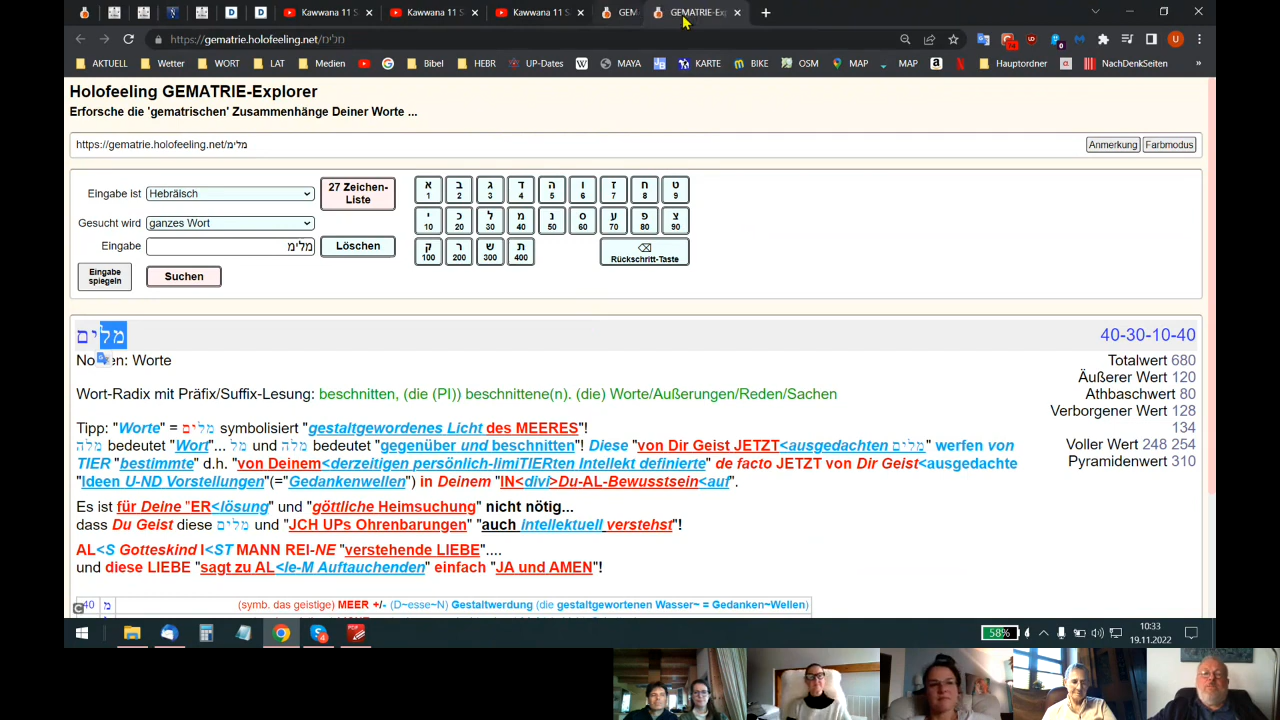 Kawwana 11 S
Kawwana 11 S
Kawwana 11 S
GEM
GEMATRIE-Exp
https://gematrie.holofeeling.net/מלימ
AKTUELL Wetter WORT LAT Medien Bibel HEBR UP-Dates MAYA KARTE BIKE OSM MAP MAP Hauptordner NachDenkSeiten »
Holofeeling GEMATRIE-Explorer
Erforsche die 'gematrischen' Zusammenhänge Deiner Worte ...
https://gematrie.holofeeling.net/מלימ
Anmerkung Farbmodus
Eingabe ist Hebräisch
27 Zeichen-Liste
Gesucht wird ganzes Wort
Eingabe מלימ Löschen
Eingabe spiegeln Suchen
א ב ג ד ה ו ז ח ט
1 2 3 4 5 6 7 8 9
י כ ל מ נ ס ע פ צ
10 20 30 40 50 60 70 80 90
ק ר ש ת
100 200 300 400
⌫ Rückschritt-Taste
מלים 40-30-10-40
Totalwert 680
Äußerer Wert 120
Athbaschwert 80
Verborgener Wert 128
134
Voller Wert 248 254
Pyramidenwert 310
No en: Worte
Wort-Radix mit Präfix/Suffix-Lesung: beschnitten, (die (PI)) beschnittene(n). (die) Worte/Außerungen/Reden/Sachen
Tipp: "Worte" = מלים symbolisiert "gestaltgewordenes Licht des MEERES"!
מלה bedeutet "Wort"... מל und מלה bedeutet "gegenüber und beschnitten"! Diese "von Dir Geist JETZT<ausgedachten מלים" werfen von
TIER "bestimmte" d.h. "von Deinem<derzeitigen persönlich-limiTIERten Intellekt definierte" de facto JETZT von Dir Geist<ausgedachte
"Ideen U-ND Vorstellungen"(="Gedankenwellen") in Deinem "IN<divi>Du-AL-Bewusstsein<auf".
Es ist für Deine "ER<lösung" und "göttliche Heimsuchung" nicht nötig...
dass Du Geist diese מלים und "JCH UPs Ohrenbarungen" "auch intellektuell verstehst"!
AL<S Gotteskind I<ST MANN REI-NE "verstehende LIEBE"....
und diese LIEBE "sagt zu AL<le-M Auftauchenden" einfach "JA und AMEN"!
40 מ (symb. das geistige) MEER +/- (D~esse~N) Gestaltwerdung (die gestaltgewortenen Wasser~ = Gedanken~Wellen)
58%
10:33
19.11.2022